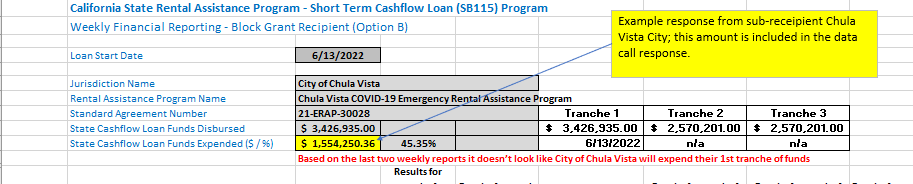 California State Rental Assistance Program - Short Term Cashflow Loan (SB115) Program
Weekly Financial Reporting - Block Grant Recipient (Option B)
Example response from sub-receipient Chula
Vista City; this amount is included in the data
call response.
Loan Start Date 6/13/2022
Jurisdiction Name City of Chula Vista
Rental Assistance Program Name Chula Vista COVID-19 Emergency Rental Assistance Program
Standard Agreement Number 21-ERAP-30028 Tranche 1 Tranche 2 Tranche 3
State Cashflow Loan Funds Disbursed $ 3,426,935.00 $ 3,426,935.00 $ 2,570,201.00 $ 2,570,201.00
State Cashflow Loan Funds Expended ($ / %) $ 1,554,250.36 45.35% 6/13/2022 n/a n/a
Based on the last two weekly reports it doesn't look like City of Chula Vista will expend their 1st tranche of funds
Results for